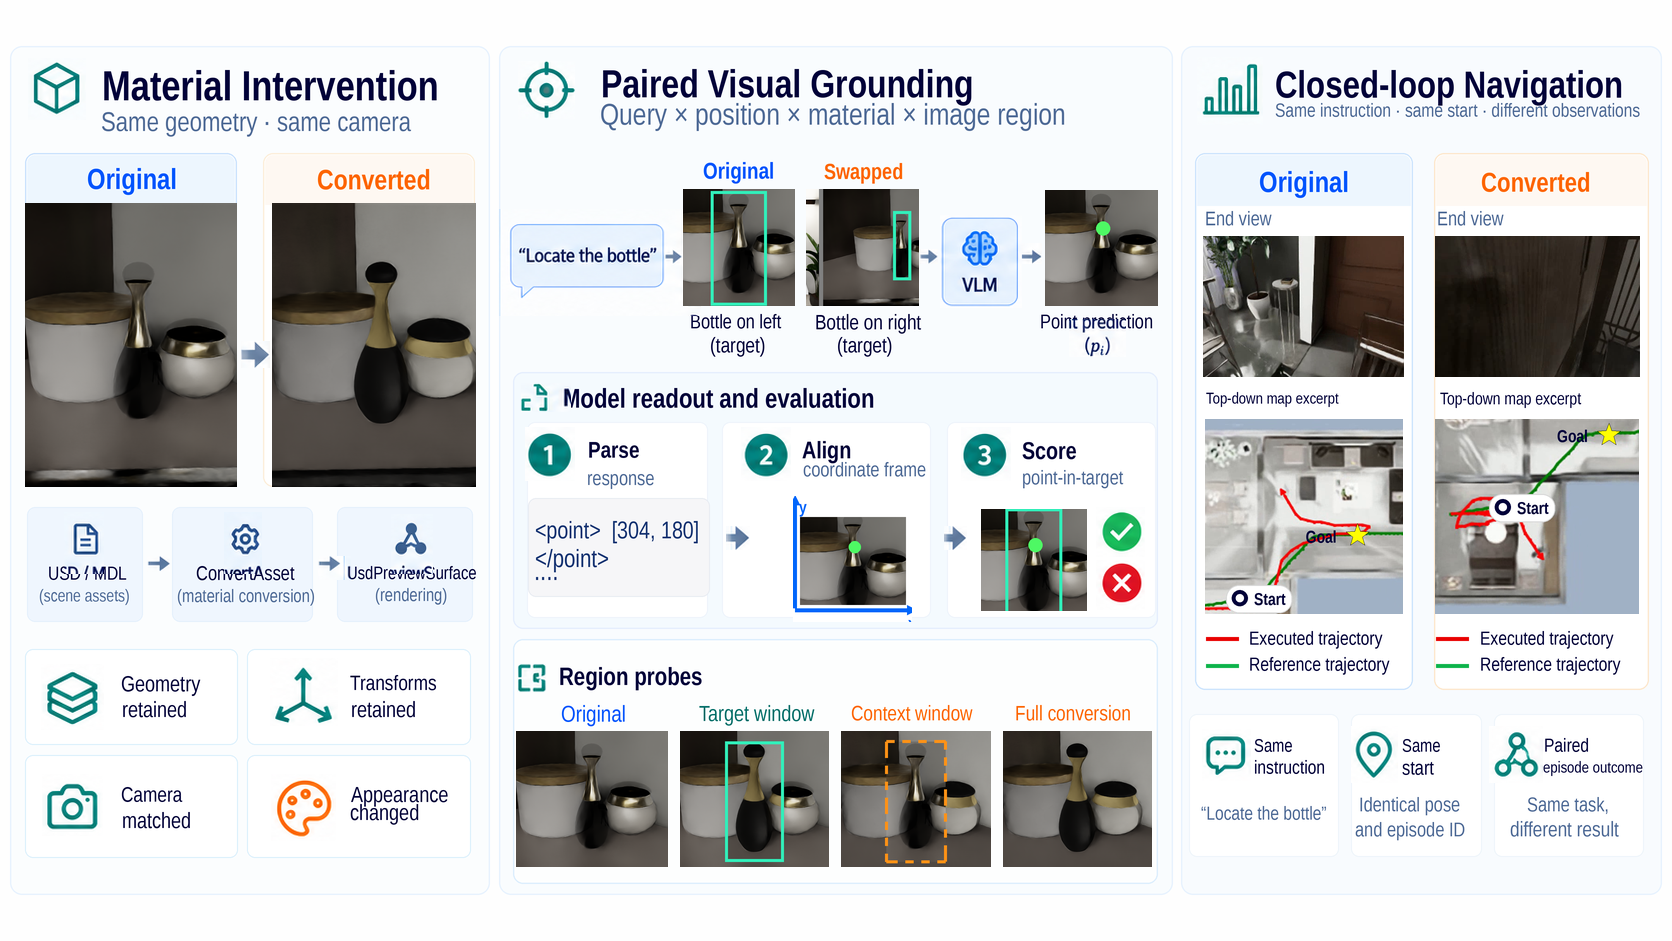 Material Intervention
Same geometry · same camera
Original
Converted
USD / MDL
(scene assets)
ConvertAsset
(material conversion)
UsdPreviewSurface
(rendering)
Geometry
retained
Transforms
retained
Camera
matched
Appearance
changed
Paired Visual Grounding
Query × position × material × image region
Original
Swapped
“Locate the bottle”
VLM
Bottle on left
(target)
Bottle on right
(target)
Point prediction
(pᵢ)
Model readout and evaluation
1
Parse
response
<point> [304, 180]
</point>
....
2
Align
coordinate frame
y
3
Score
point-in-target
Region probes
Original
Target window
Context window
Full conversion
Closed-loop Navigation
Same instruction · same start · different observations
Original
Converted
End view
End view
Top-down map excerpt
Top-down map excerpt
Goal
Start
Goal
Start
Executed trajectory
Reference trajectory
Executed trajectory
Reference trajectory
Same
instruction
“Locate the bottle”
Same
start
Identical pose
and episode ID
Paired
episode outcome
Same task,
different result